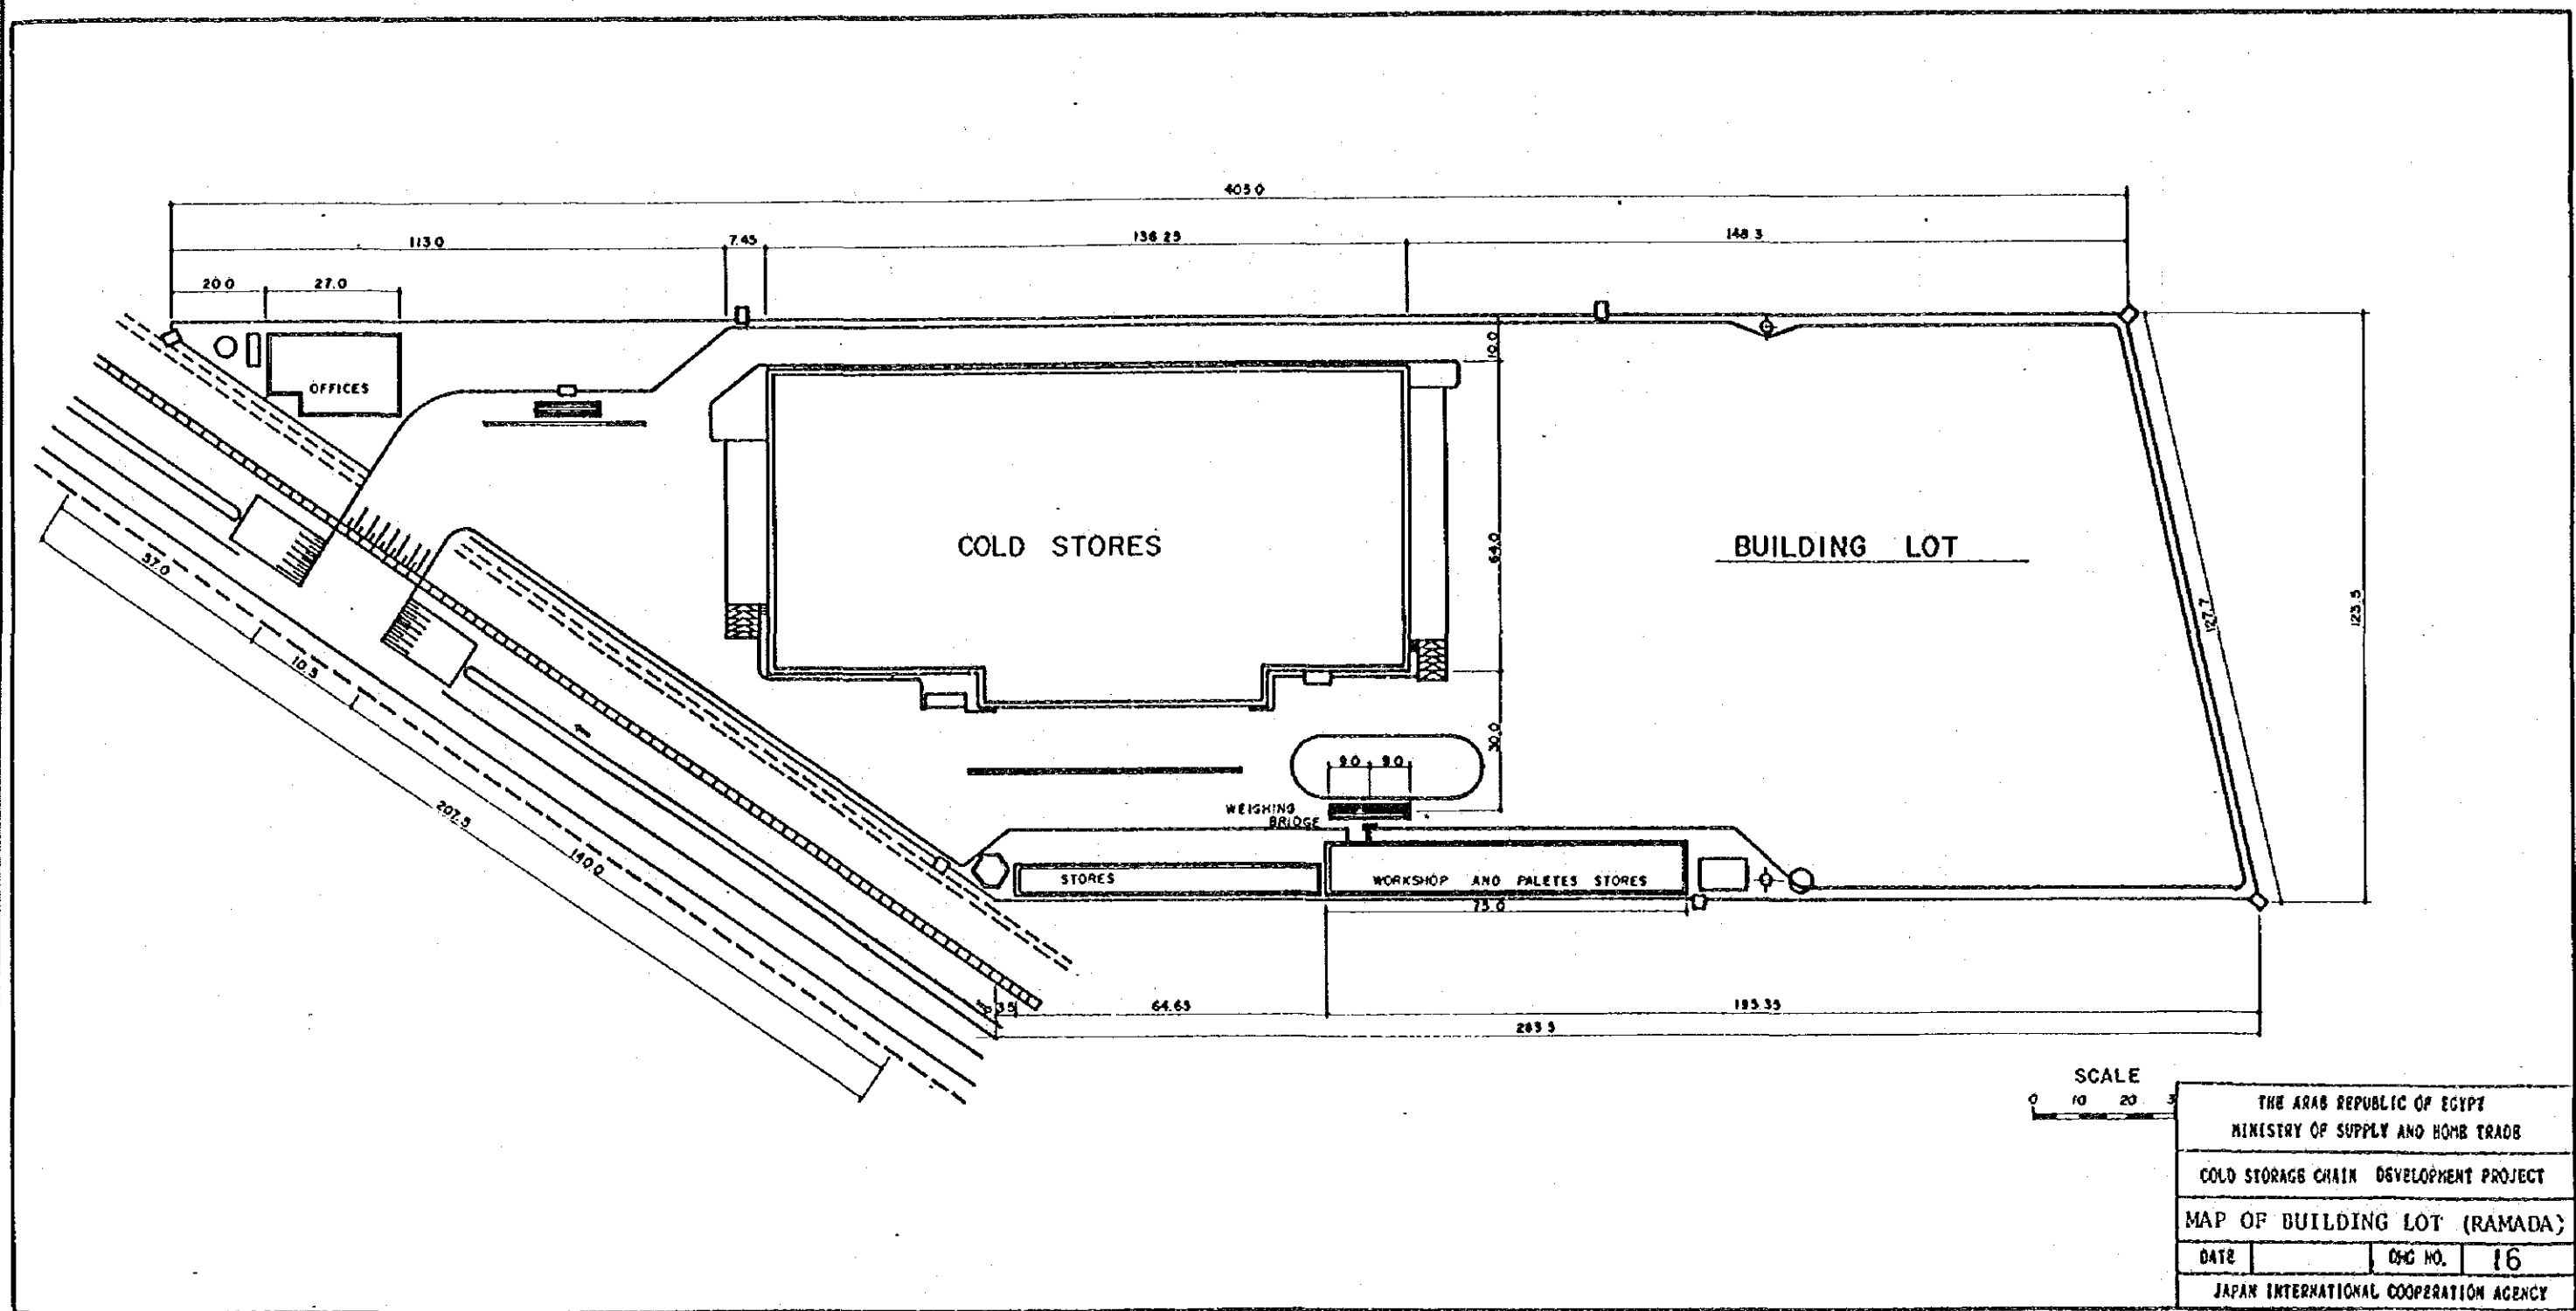 405.0
113.0 7.45 136.25 148.3
20.0 27.0
OFFICES
10.0
COLD STORES
64.0
BUILDING LOT
127.7
123.5
57.0
10.5
207.5
140.0
30.0
9.0 9.0
WEIGHING
BRIDGE
STORES
WORKSHOP AND PALETES STORES
75.0
64.65
283.5
SCALE
0 10 20 3
THE ARAB REPUBLIC OF EGYPT
MINISTRY OF SUPPLY AND HOME TRADE
COLD STORAGE CHAIN DEVELOPMENT PROJECT
MAP OF BUILDING LOT (RAMADA)
DATE DWG NO. 16
JAPAN INTERNATIONAL COOPERATION AGENCY